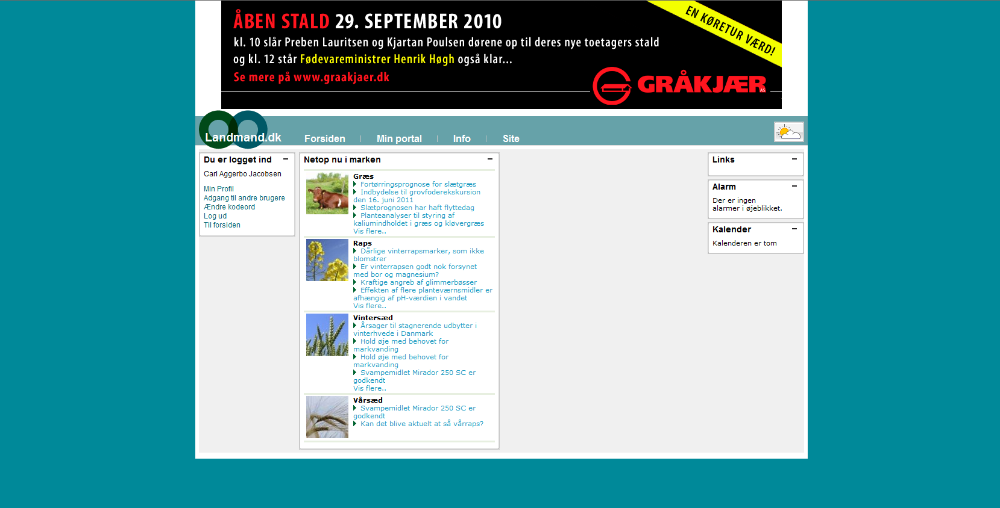 ÅBEN STALD 29. SEPTEMBER 2010
EN KØRETUR VÆRD!
kl. 10 slår Preben Lauritsen og Kjartan Poulsen dørene op til deres nye toetagers stald
og kl. 12 står Fødevareministrer Henrik Høgh også klar...
Se mere på www.graakjaer.dk
GRÅKJÆR AS
Landmand.dk
Forsiden | Min portal | Info | Site
Du er logget ind
Carl Aggerbo Jacobsen
Min Profil
Adgang til andre brugere
Ændre kodeord
Log ud
Til forsiden
Netop nu i marken
Græs
Fortørringsprognose for slætgræs
Indbydelse til grovfoderekskursion
den 16. juni 2011
Slætprognosen har haft flyttedag
Planteanalyser til styring af
kaliumindholdet i græs og kløvergræs
Vis flere..
Raps
Dårlige vinterrapsmarker, som ikke
blomstrer
Er vinterrapsen godt nok forsynet
med bor og magnesium?
Kraftige angreb af glimmerbøsser
Effekten af flere planteværnsmidler er
afhængig af pH-værdien i vandet
Vis flere..
Vintersæd
Årsager til stagnerende udbytter i
vinterhvede i Danmark
Hold øje med behovet for
markvanding
Hold øje med behovet for
markvanding
Svampemidlet Mirador 250 SC er
godkendt
Vis flere..
Vårsæd
Svampemidlet Mirador 250 SC er
godkendt
Kan det blive aktuelt at så vårraps?
Links
Alarm
Der er ingen
alarmer i øjeblikket.
Kalender
Kalenderen er tom